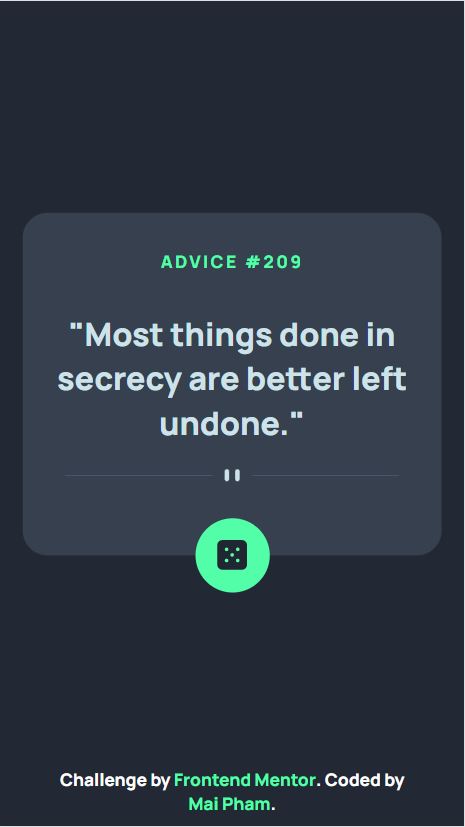 ADVICE #209
"Most things done in
secrecy are better left
undone."
Challenge by Frontend Mentor. Coded by
Mai Pham.